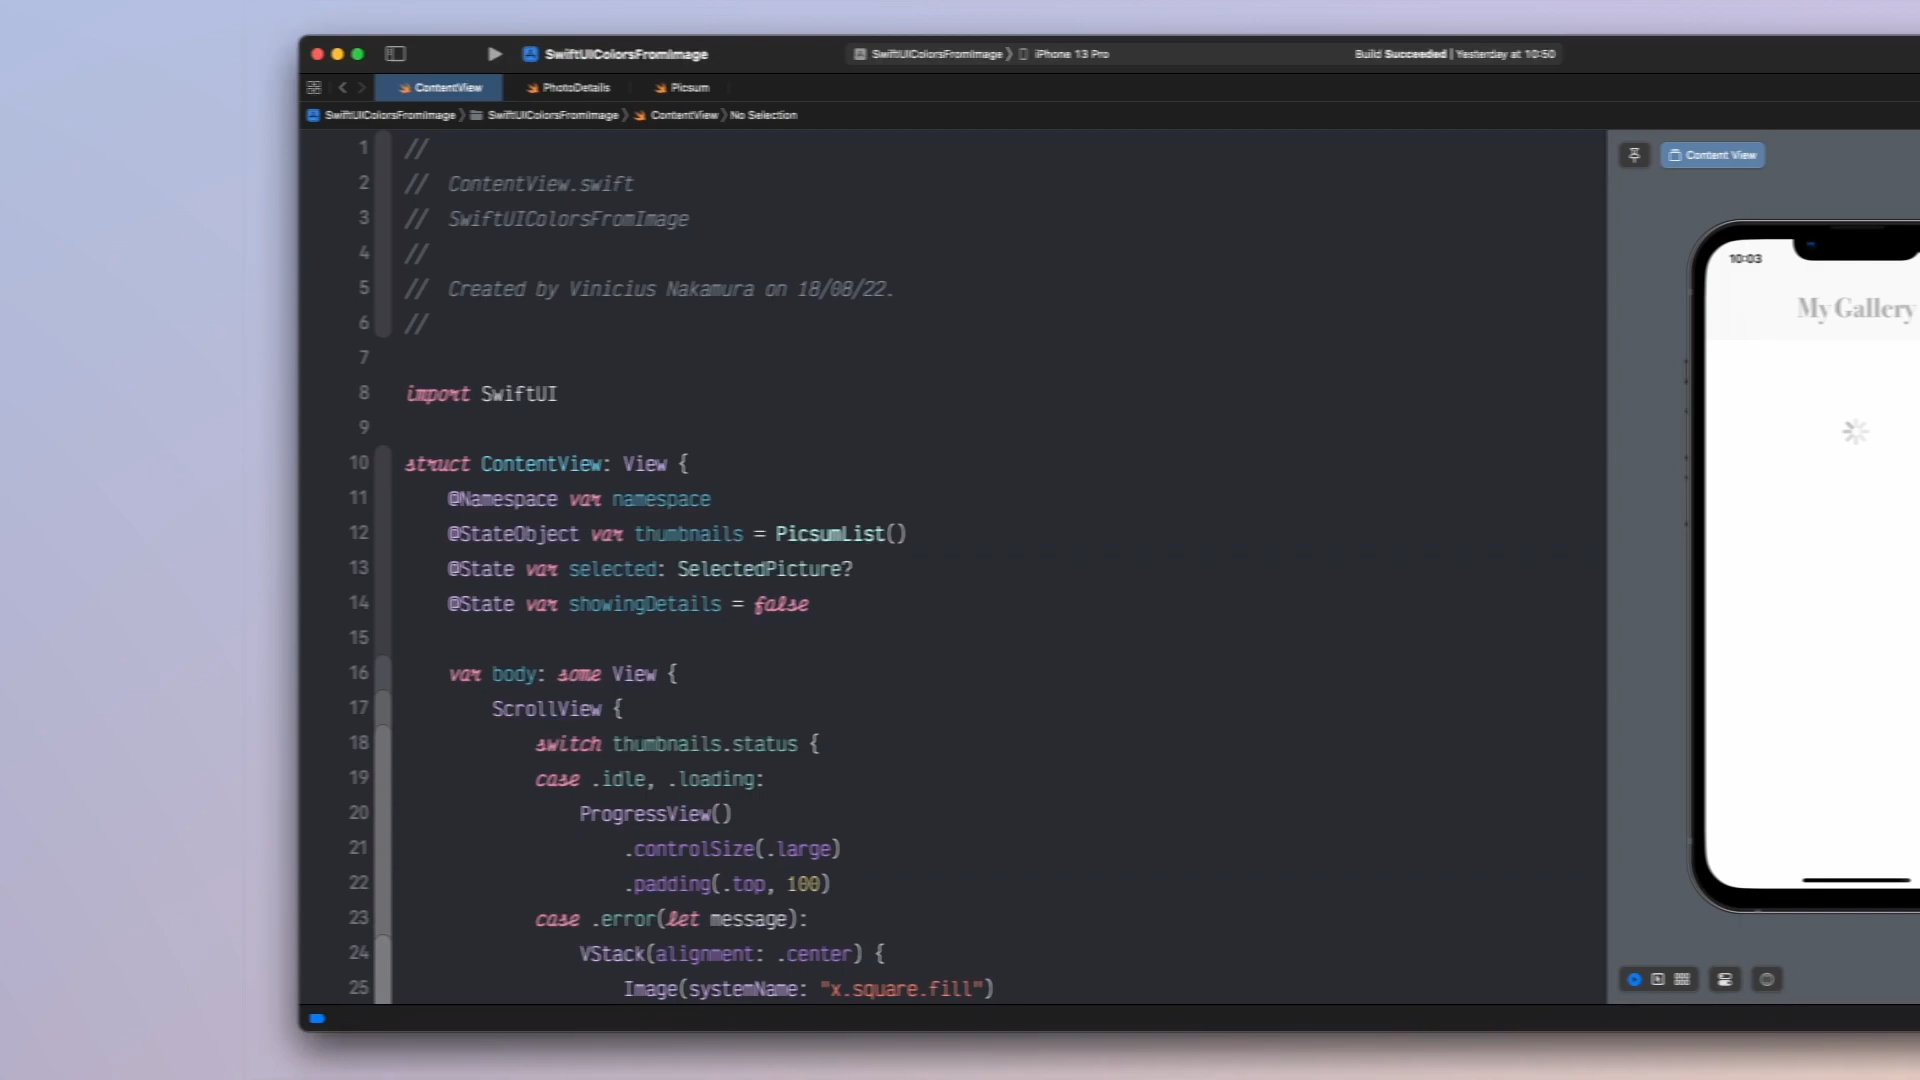 SwiftUIColorsFromImage
SwiftUIColorsFromImage 〉 iPhone 13 Pro
Build Succeeded | Yesterday at 10:50
ContentView
PhotoDetails
Picsum
SwiftUIColorsFromImage 〉 SwiftUIColorsFromImage 〉 ContentView 〉 No Selection
1 //
2 //  ContentView.swift
3 //  SwiftUIColorsFromImage
4 //
5 //  Created by Vinicius Nakamura on 18/08/22.
6 //
7
8 import SwiftUI
9
10 struct ContentView: View {
11     @Namespace var namespace
12     @StateObject var thumbnails = PicsumList()
13     @State var selected: SelectedPicture?
14     @State var showingDetails = false
15
16     var body: some View {
17         ScrollView {
18             switch thumbnails.status {
19             case .idle, .loading:
20                 ProgressView()
21                     .controlSize(.large)
22                     .padding(.top, 100)
23             case .error(let message):
24                 VStack(alignment: .center) {
25                     Image(systemName: "x.square.fill")
Content View
10:03
My Gallery